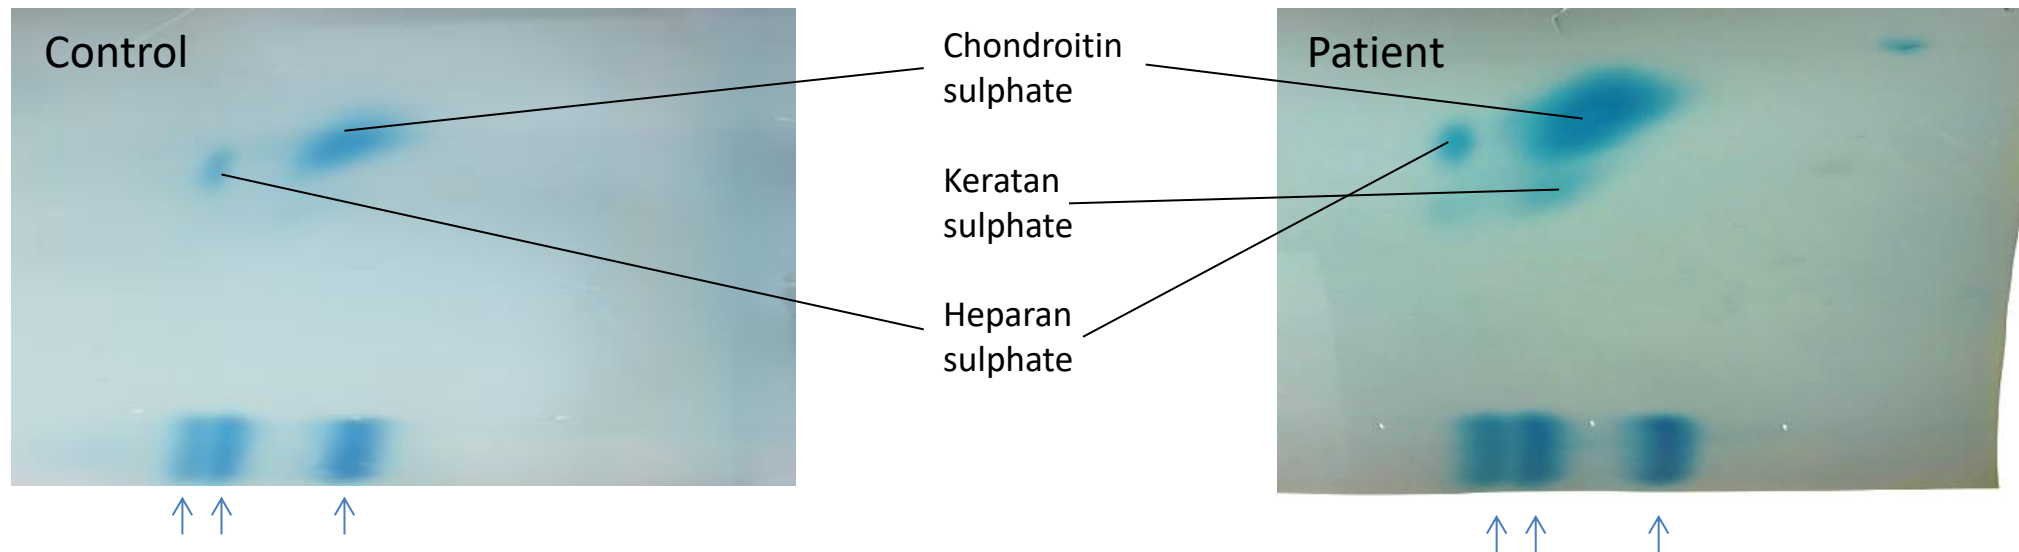 Control
Chondroitin
sulphate
Keratan
sulphate
Heparan
sulphate
Patient